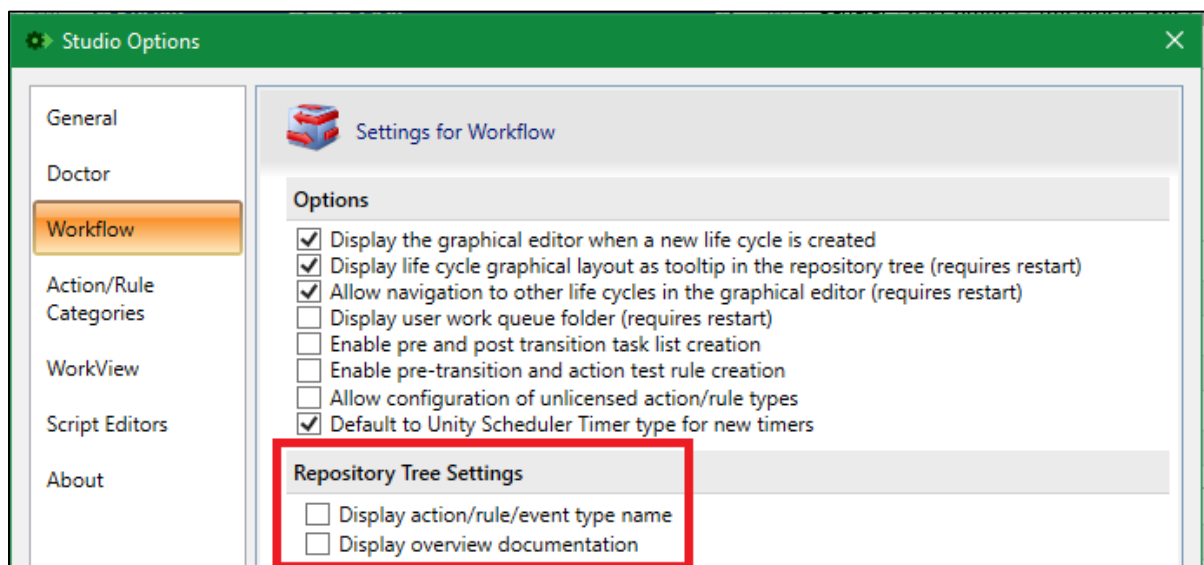 Studio Options
General
Doctor
Workflow
Action/Rule
Categories
WorkView
Script Editors
About
Settings for Workflow
Options
Display the graphical editor when a new life cycle is created
Display life cycle graphical layout as tooltip in the repository tree (requires restart)
Allow navigation to other life cycles in the graphical editor (requires restart)
Display user work queue folder (requires restart)
Enable pre and post transition task list creation
Enable pre-transition and action test rule creation
Allow configuration of unlicensed action/rule types
Default to Unity Scheduler Timer type for new timers
Repository Tree Settings
Display action/rule/event type name
Display overview documentation